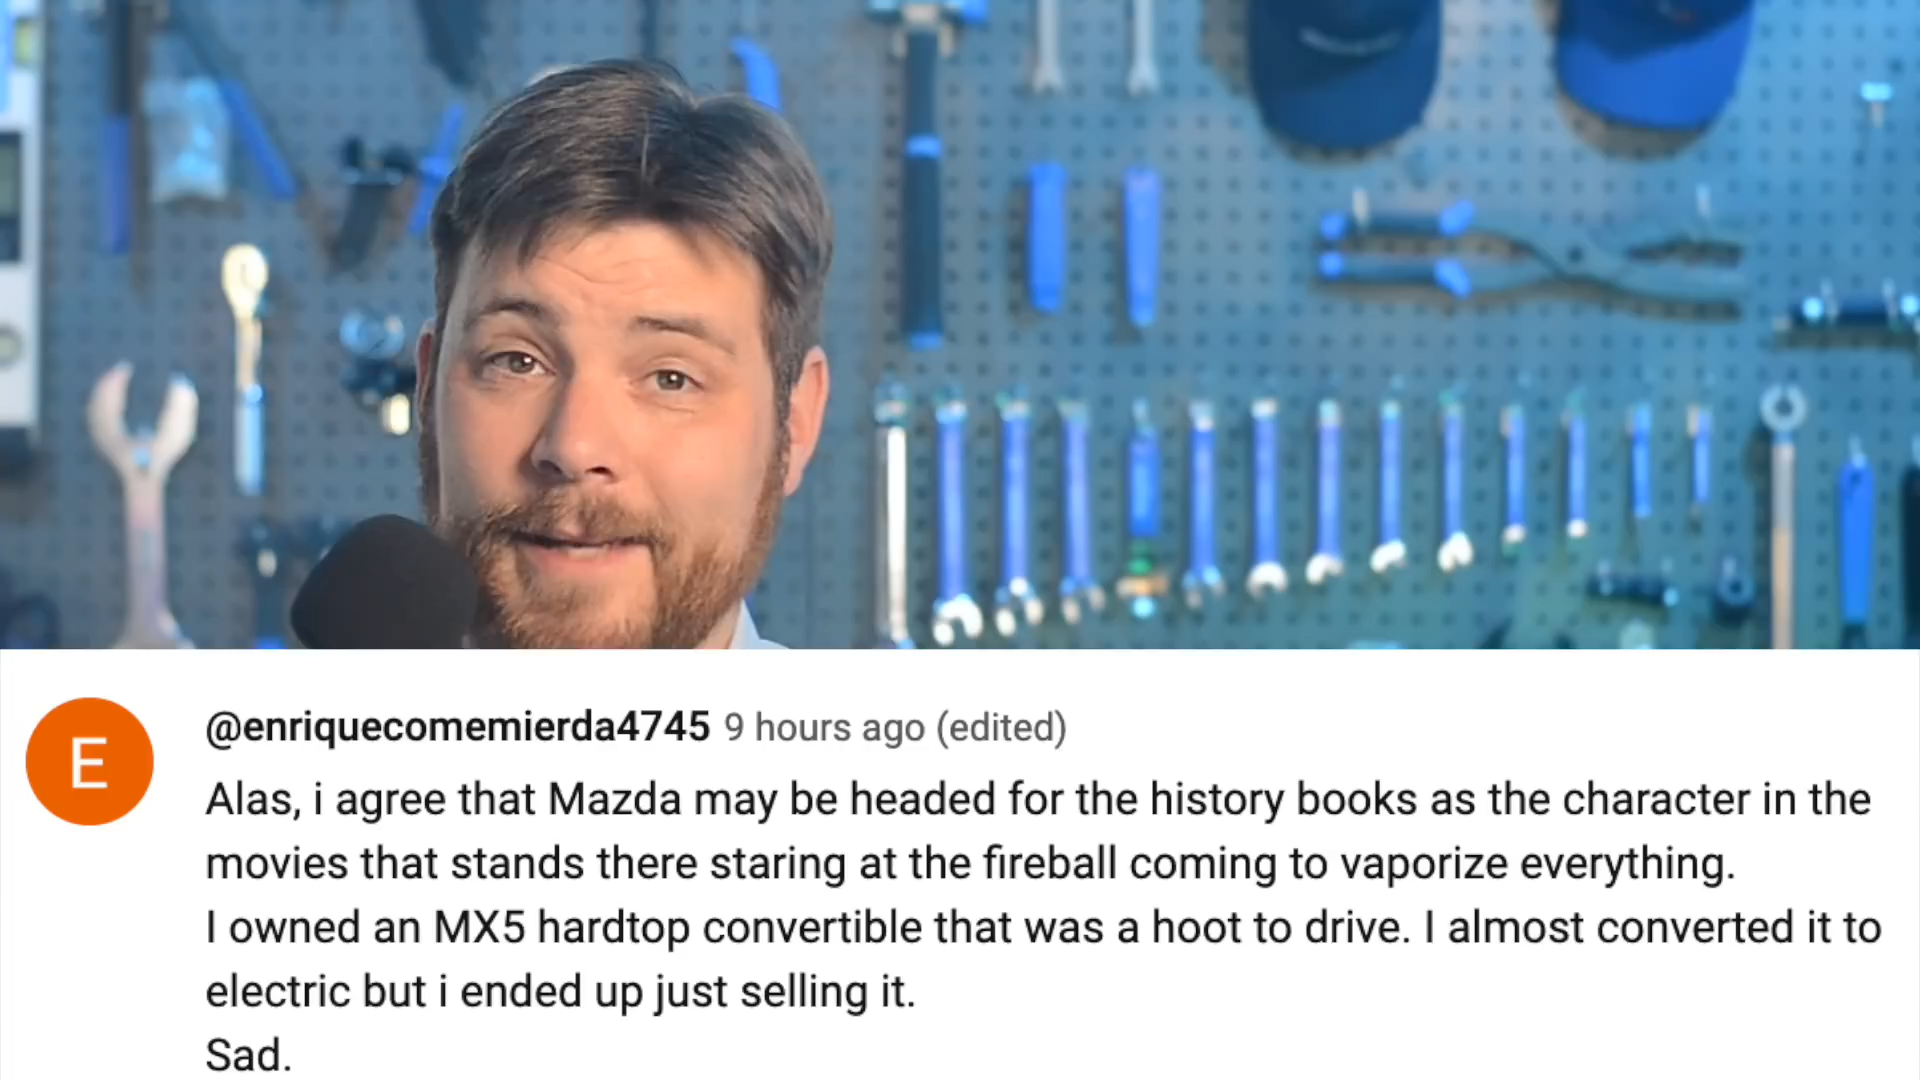 E
@enriquecomemierda4745 9 hours ago (edited)
Alas, i agree that Mazda may be headed for the history books as the character in the
movies that stands there staring at the fireball coming to vaporize everything.
I owned an MX5 hardtop convertible that was a hoot to drive. I almost converted it to
electric but i ended up just selling it.
Sad.